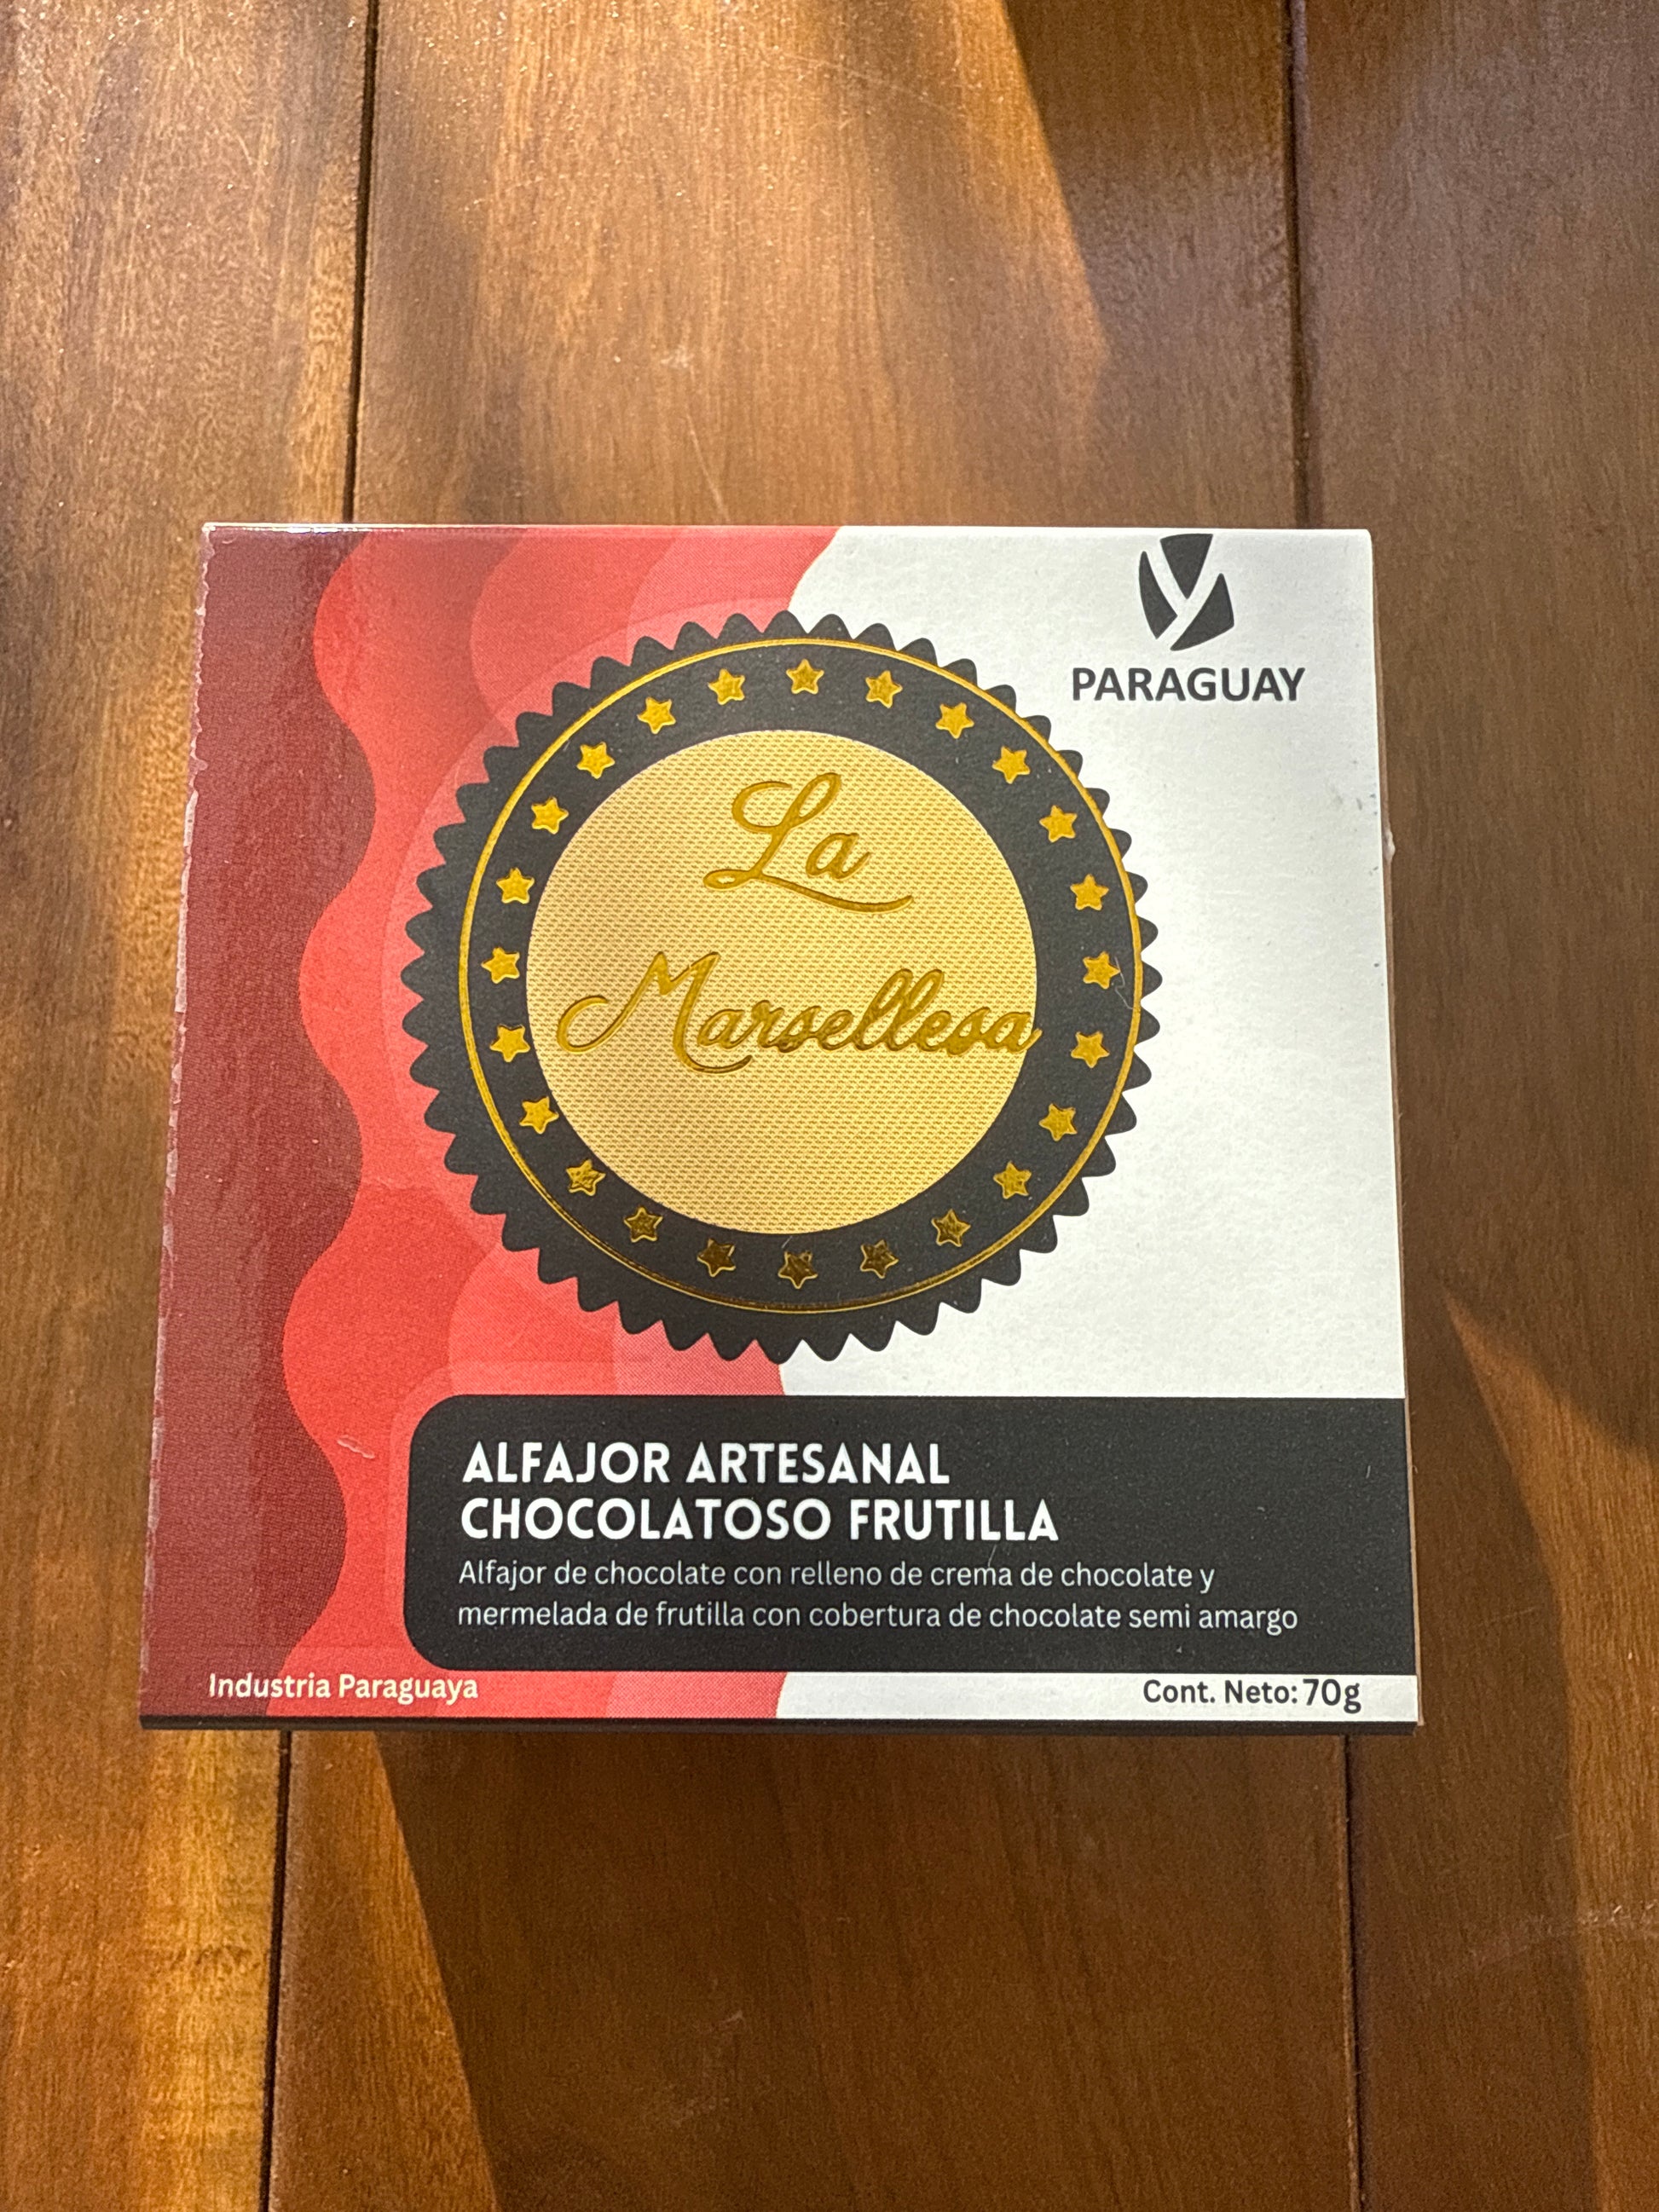 PARAGUAY
La
Marsellesa
ALFAJOR ARTESANAL
CHOCOLATOSO FRUTILLA
Alfajor de chocolate con relleno de crema de chocolate y
mermelada de frutilla con cobertura de chocolate semi amargo
Industria Paraguaya
Cont. Neto: 70g